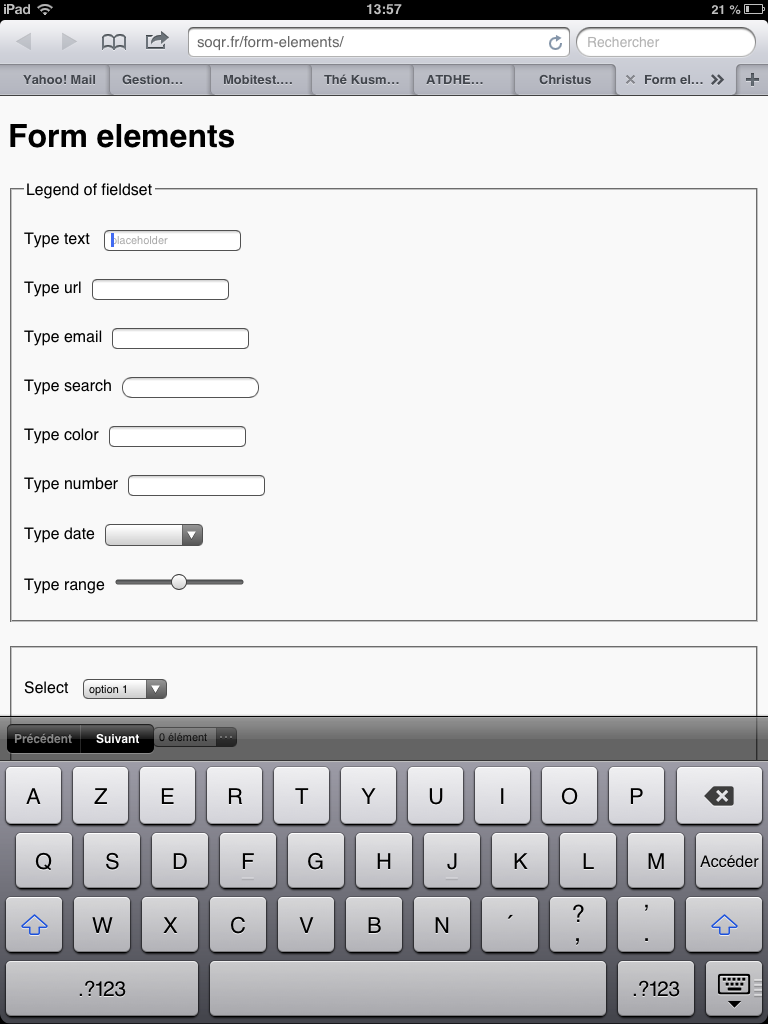 iPad 13:57 21 %
soqr.fr/form-elements/ Rechercher
Yahoo! Mail Gestion... Mobitest.... Thé Kusm... ATDHE... Christus ✕ Form el... » +
Form elements
Legend of fieldset
Type text placeholder
Type url
Type email
Type search
Type color
Type number
Type date
Type range
Select option 1
Précédent Suivant 0 élément ...
A Z E R T Y U I O P
Q S D F G H J K L M Accéder
W X C V B N ´ ? , ' .
.?123 .?123